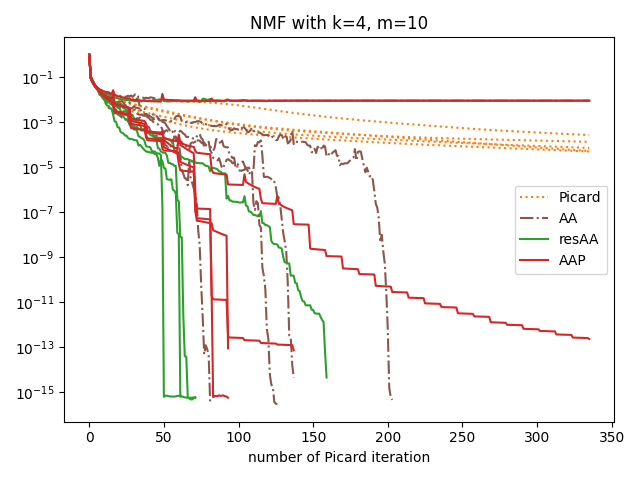 NMF with k=4, m=10
10⁻¹
10⁻³
10⁻⁵
10⁻⁷
10⁻⁹
10⁻¹¹
10⁻¹³
10⁻¹⁵
Picard
AA
resAA
AAP
0 50 100 150 200 250 300 350
number of Picard iteration